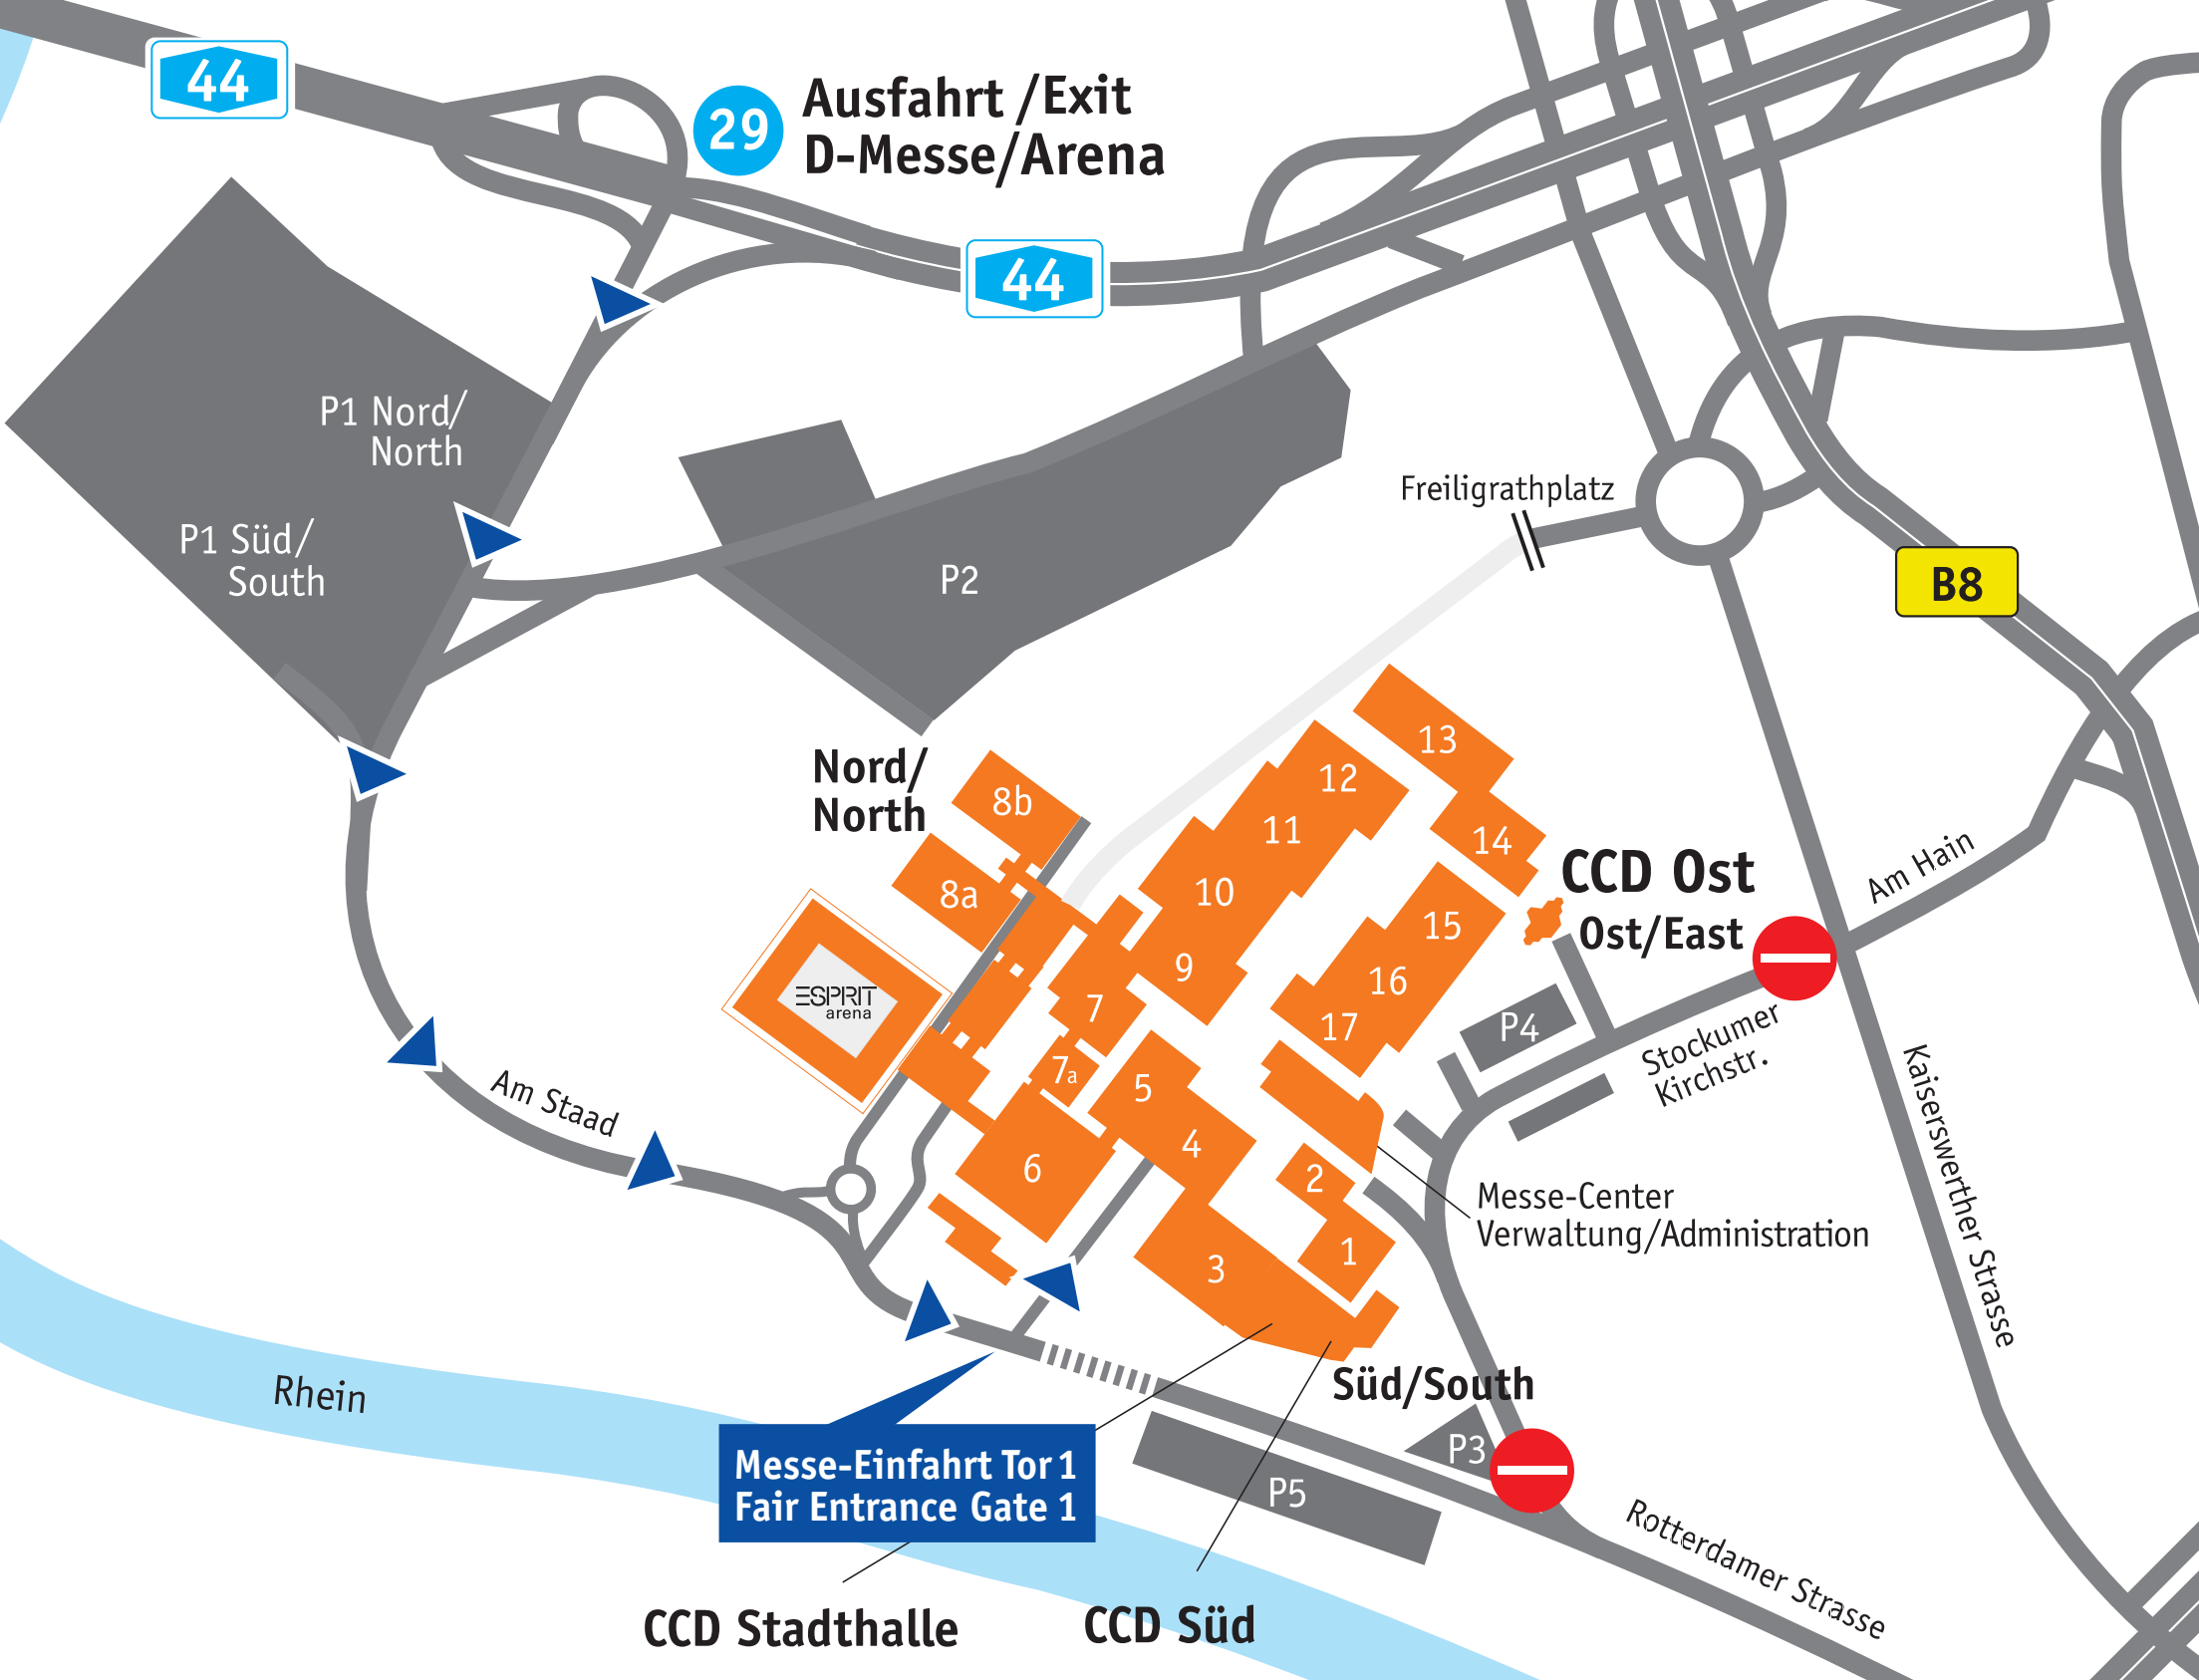 44
29
Ausfahrt/Exit
D-Messe/Arena
44
P1 Nord/
North
P1 Süd/
South
P2
Freiligrathplatz
B8
Nord/
North
8b
8a
13
12
11
14
10
9
CCD Ost
Ost/East
Am Hain
15
16
17
ESPRIT
arena
7
7a
5
4
6
P4
Stockumer
Kirchstr.
Kaiserswerther Strasse
Am Staad
2
1
3
Messe-Center
Verwaltung/Administration
Rhein
Süd/South
P3
P5
Messe-Einfahrt Tor 1
Fair Entrance Gate 1
Rotterdamer Strasse
CCD Stadthalle
CCD Süd